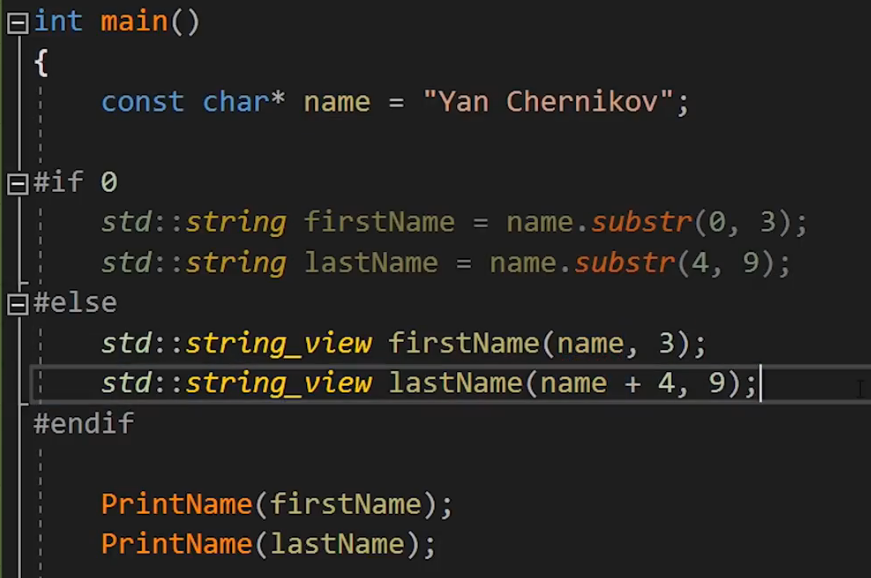 int main()
{
const char* name = "Yan Chernikov";
#if 0
std::string firstName = name.substr(0, 3);
std::string lastName = name.substr(4, 9);
#else
std::string_view firstName(name, 3);
std::string_view lastName(name + 4, 9);
#endif
PrintName(firstName);
PrintName(lastName);